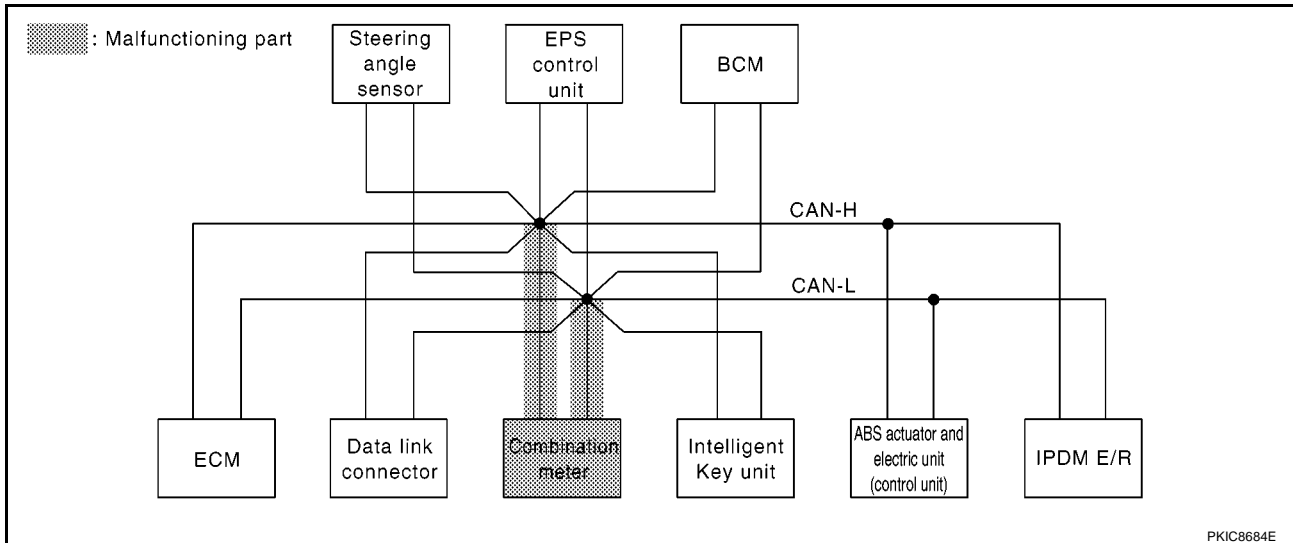 : Malfunctioning part
Steering
angle
sensor
EPS
control
unit
BCM
CAN-H
CAN-L
ECM
Data link
connector
Combination
meter
Intelligent
Key unit
ABS actuator and
electric unit
(control unit)
IPDM E/R
PKIC8684E